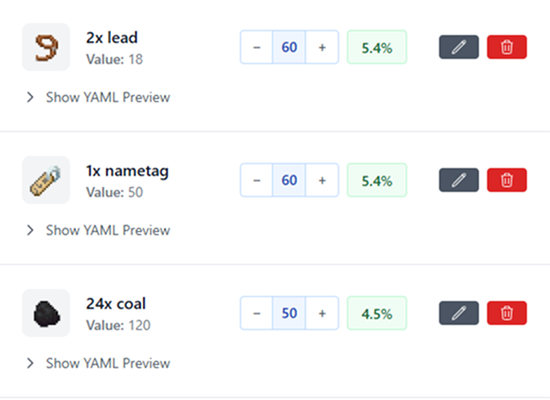 2x lead
Value: 18
− 60 +
5.4%
Show YAML Preview
1x nametag
Value: 50
− 60 +
5.4%
Show YAML Preview
24x coal
Value: 120
− 50 +
4.5%
Show YAML Preview